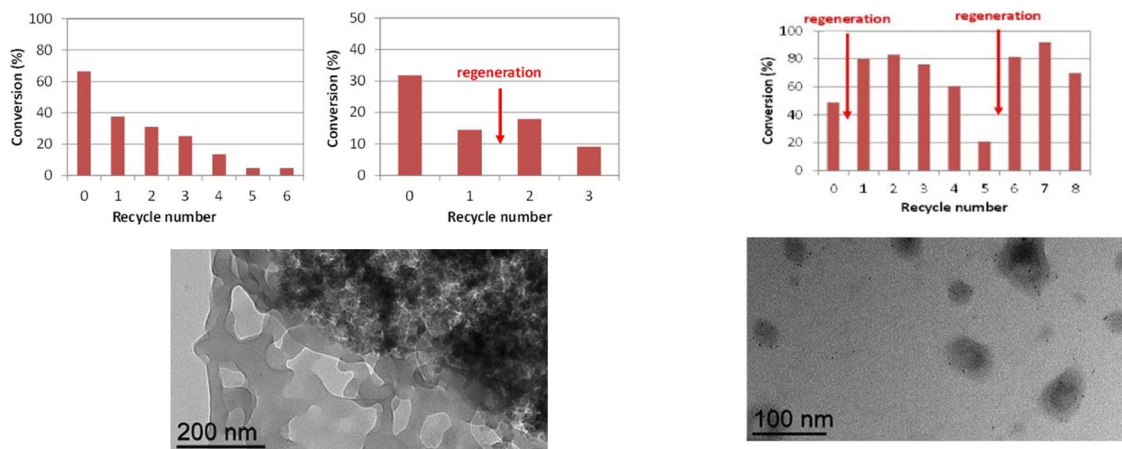 100
80
60
40
20
0
Conversion (%)
0 1 2 3 4 5 6
Recycle number
50
40
30
20
10
0
Conversion (%)
regeneration
0 1 2 3
Recycle number
regeneration
regeneration
100
80
60
40
20
0
Conversion (%)
0 1 2 3 4 5 6 7 8
Recycle number
200 nm
100 nm